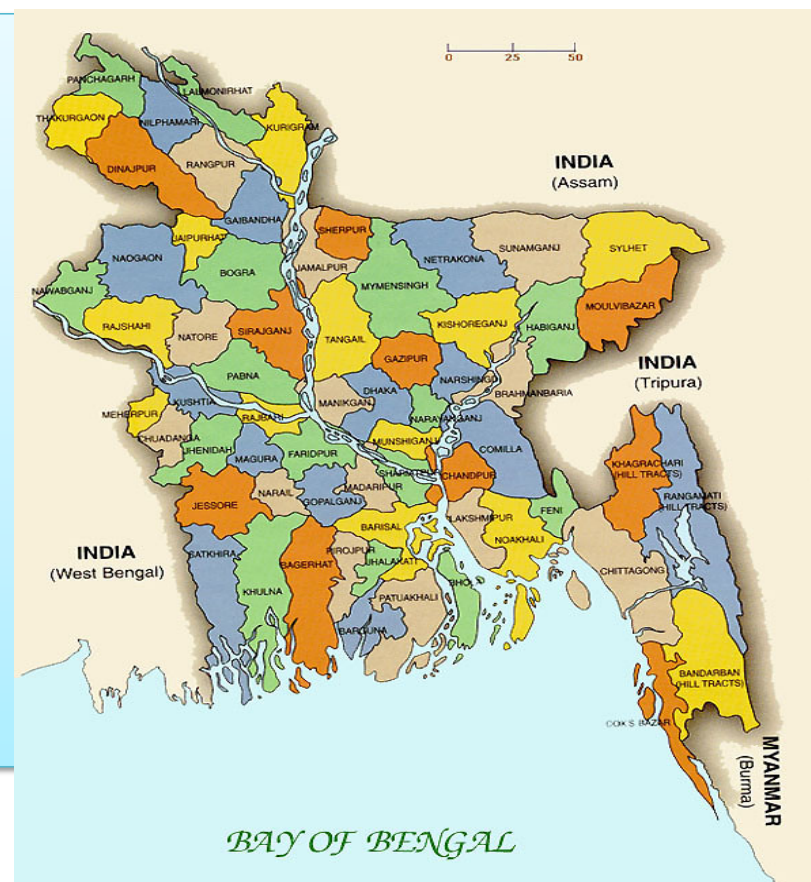 0 25 50
PANCHAGARH
LALMONIRHAT
THAKURGAON
NILPHAMARI
KURIGRAM
DINAJPUR
RANGPUR
INDIA
(Assam)
GAIBANDHA
SHERPUR
JAIPURHAT
JAMALPUR
NETRAKONA
SUNAMGANJ
SYLHET
NAOGAON
BOGRA
MYMENSINGH
NAWABGANJ
MOULVIBAZAR
RAJSHAHI
NATORE
SIRAJGANJ
TANGAIL
KISHOREGANJ
HABIGANJ
GAZIPUR
INDIA
(Tripura)
PABNA
DHAKA
NARSHINGDI
BRAHMANBARIA
KUSHTIA
MANIKGANJ
MEHERPUR
RAJBARI
NARAYANGANJ
CHUADANGA
MUNSHIGANJ
JHENIDAH
MAGURA
FARIDPUR
COMILLA
KHAGRACHARI
(HILL TRACTS)
CHANDPUR
MADARIPUR
JESSORE
NARAIL
GOPALGANJ
RANGAMATI
(HILL TRACTS)
LAKSHMIPUR
FENI
BARISAL
NOAKHALI
INDIA
(West Bengal)
SATKHIRA
PIROJPUR
JHALAKATI
BAGERHAT
CHITTAGONG
KHULNA
BHOLA
PATUAKHALI
BARGUNA
BANDARBAN
(HILL TRACTS)
COX'S BAZAR
MYANMAR
(Burma)
BAY OF BENGAL